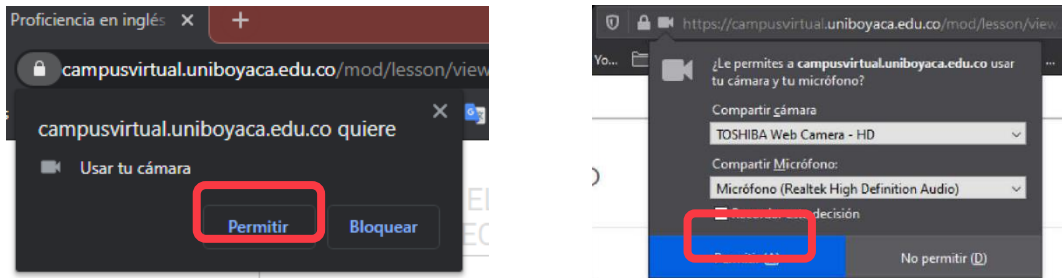 Proficiencia en inglés
campusvirtual.uniboyaca.edu.co/mod/lesson/view
campusvirtual.uniboyaca.edu.co quiere
Usar tu cámara
Permitir
Bloquear
https://campusvirtual.uniboyaca.edu.co/mod/lesson/view.
Yo...
¿Le permites a campusvirtual.uniboyaca.edu.co usar
tu cámara y tu micrófono?
Compartir cámara
TOSHIBA Web Camera - HD
Compartir Micrófono:
Micrófono (Realtek High Definition Audio)
decisión
No permitir (D)